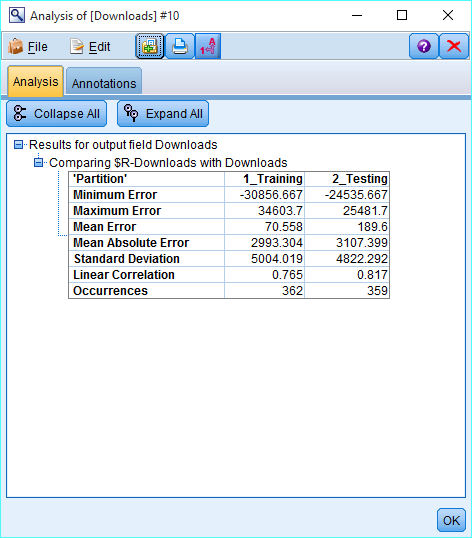 Analysis of [Downloads] #10
File Edit
Analysis Annotations
Collapse All Expand All
Results for output field Downloads
Comparing $R-Downloads with Downloads
'Partition' 1_Training 2_Testing
Minimum Error -30856.667 -24535.667
Maximum Error 34603.7 25481.7
Mean Error 70.558 189.6
Mean Absolute Error 2993.304 3107.399
Standard Deviation 5004.019 4822.292
Linear Correlation 0.765 0.817
Occurrences 362 359
OK